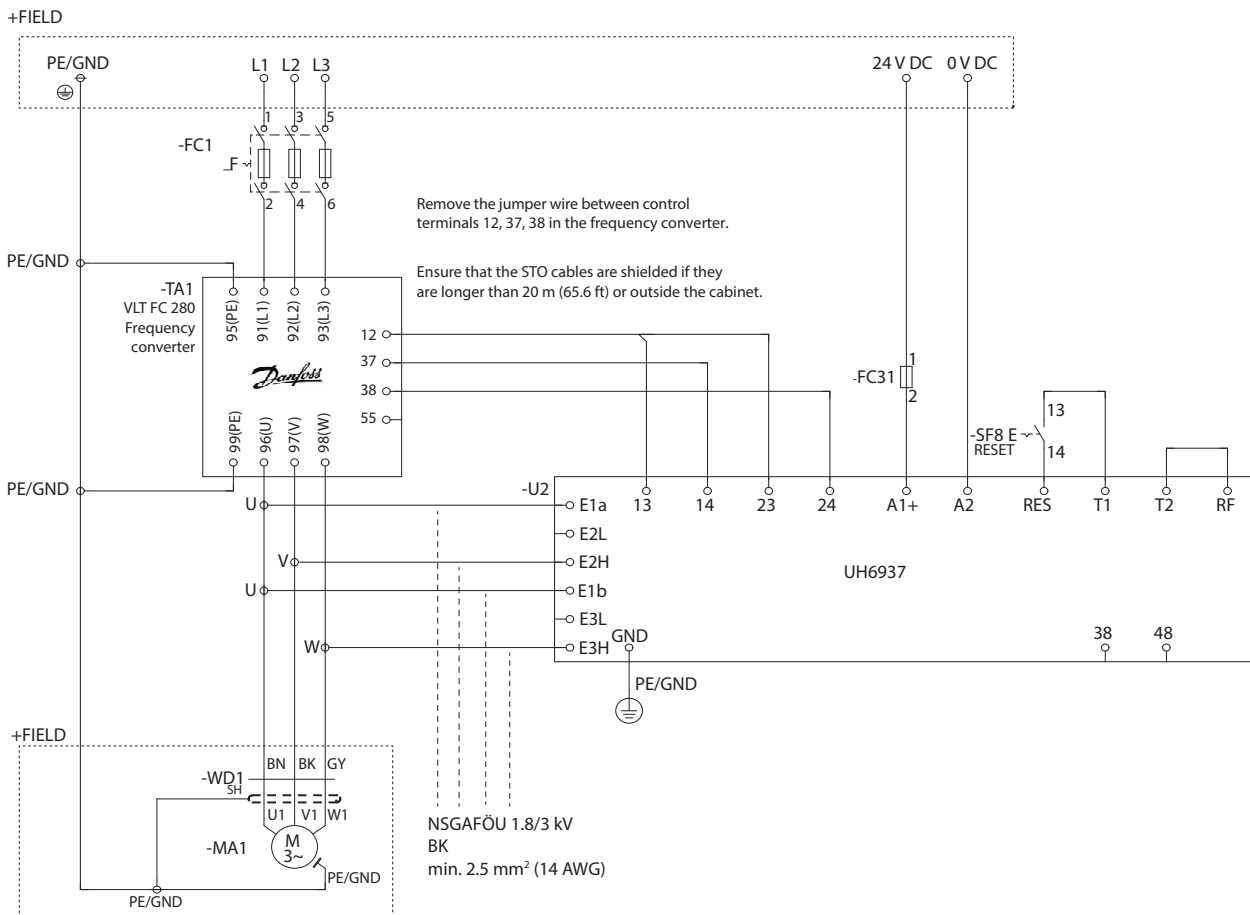 +FIELD
PE/GND
L1 L2 L3
24 V DC 0 V DC
1 3 5
-FC1
F
2 4 6
Remove the jumper wire between control
terminals 12, 37, 38 in the frequency converter.
Ensure that the STO cables are shielded if they
are longer than 20 m (65.6 ft) or outside the cabinet.
PE/GND
-TA1
VLT FC 280
Frequency
converter
95(PE) 91(L1) 92(L2) 93(L3)
12
37
38
55
Danfoss
99(PE) 96(U) 97(V) 98(W)
1
-FC31
2
13
-SF8 E
RESET
14
PE/GND
-U2
13 14 23 24 A1+ A2 RES T1 T2 RF
U
E1a
E2L
V
E2H
U
E1b
E3L
W
E3H
UH6937
GND
38 48
PE/GND
+FIELD
BN BK GY
-WD1
SH
U1 V1 W1
-MA1
M
3~
PE/GND
PE/GND
NSGAFÖU 1.8/3 kV
BK
min. 2.5 mm² (14 AWG)